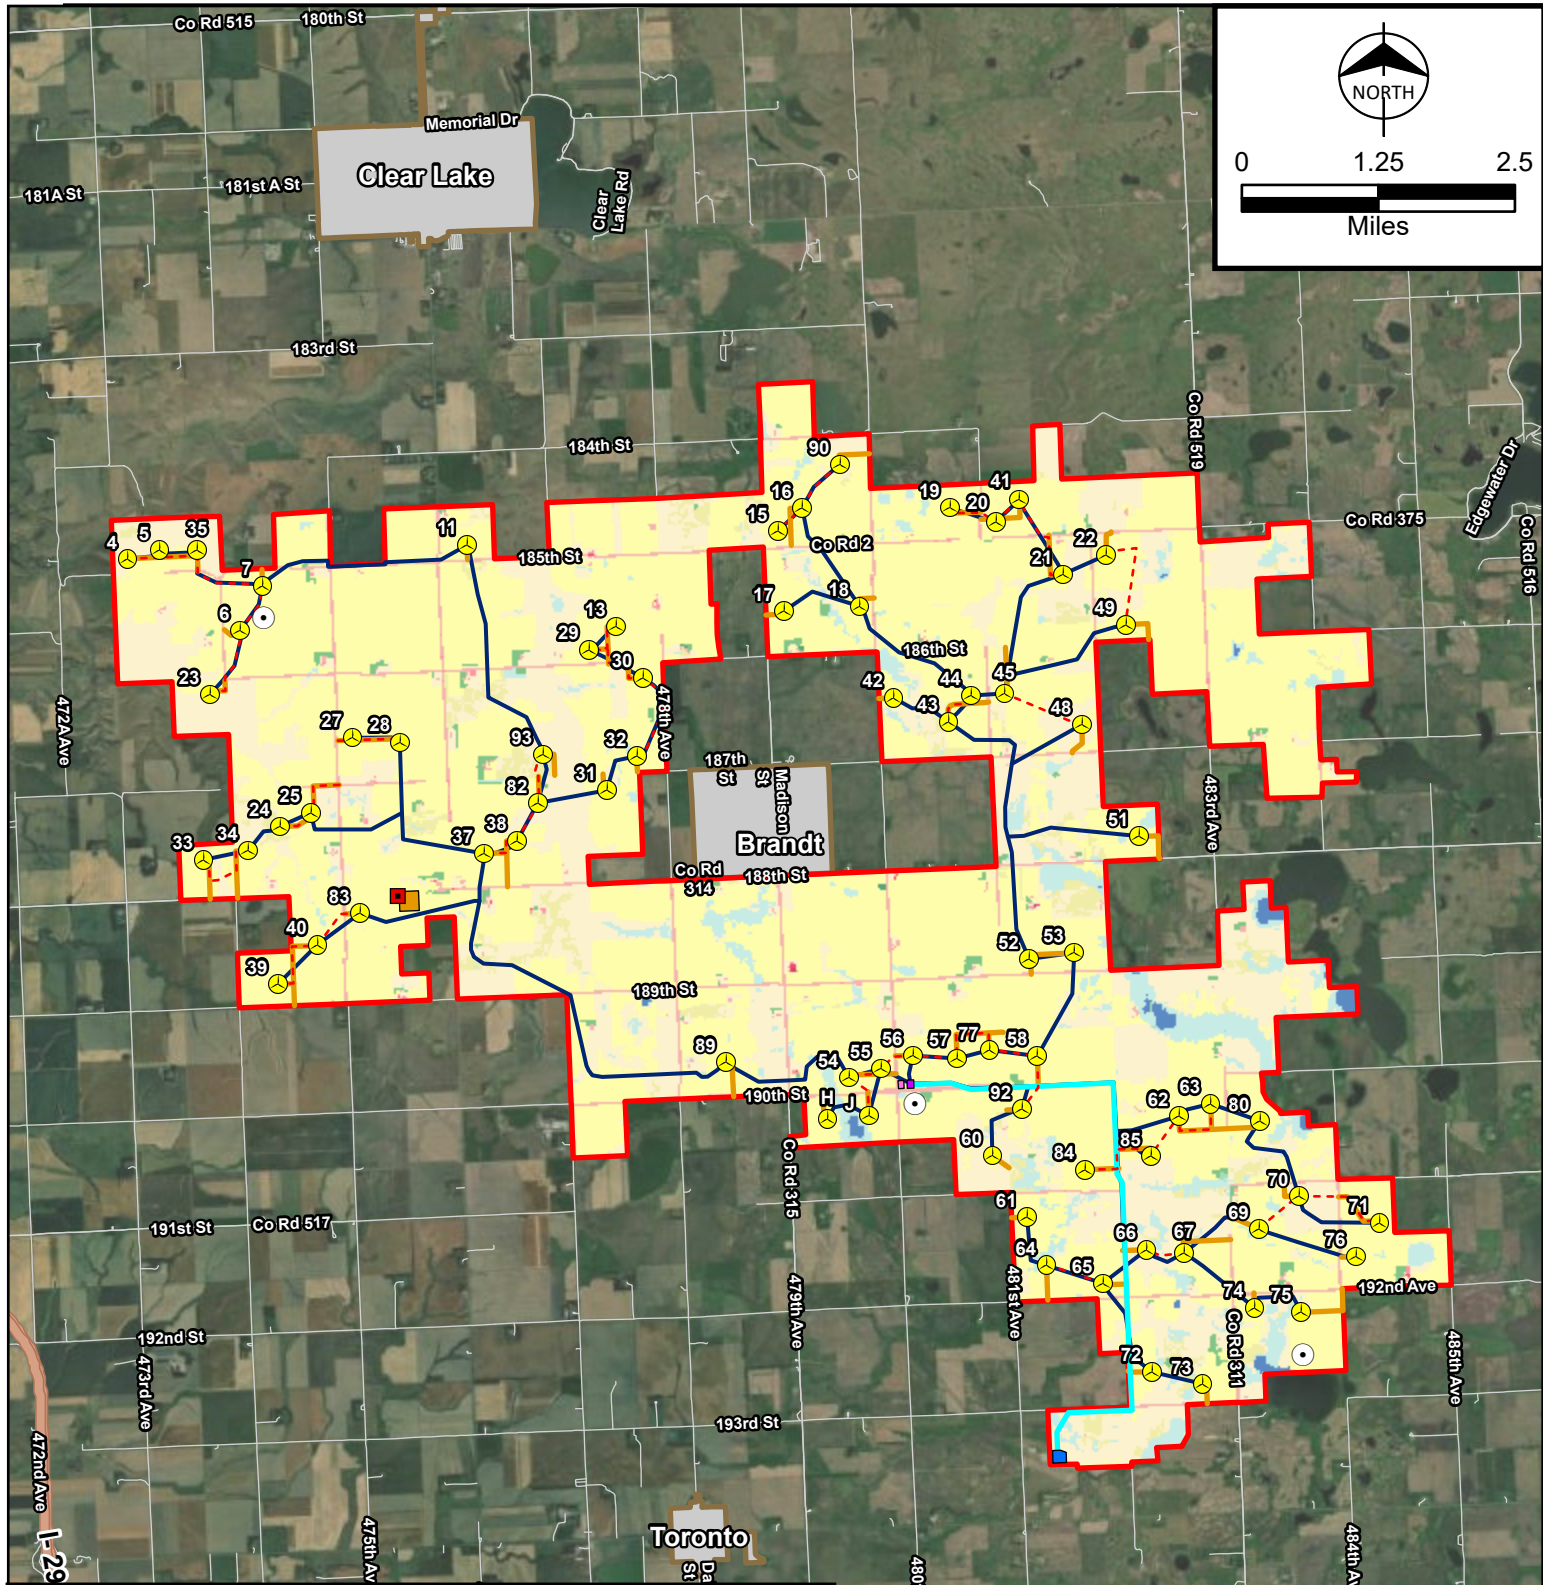 Co Rd 515
180th St
NORTH
0 1.25 2.5
Miles
Memorial Dr
Clear Lake
181A St
181st A St
Clear
Lake Rd
183rd St
184th St
Co Rd 519
Edgewater Dr
Co Rd 375
Co Rd 516
90
16
15
19
20
41
4
5
35
11
185th St
Co Rd 2
22
21
7
6
17
18
13
29
49
23
30
186th St
478th Ave
472A Ave
42
44
45
43
48
27
28
93
32
187th
St
Madison
St
31
82
483rd Ave
25
24
38
51
33
34
37
Brandt
Co Rd
314
188th St
83
40
39
52
53
189th St
89
54
55
56
57
77
58
190th St
H
J
92
62
63
80
60
84
85
Co Rd 315
191st St
Co Rd 517
61
70
71
69
64
65
66
67
76
481st Ave
479th Ave
74
75
192nd Ave
192nd St
473rd Ave
72
73
Co Rd 311
485th Ave
193rd St
472nd Ave
I- 29
475th Av
Toronto
Da
St
480
484th Av